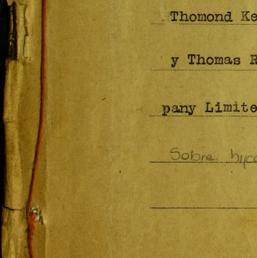 Thomond Ke
y Thomas R
pany Limite
Sobre